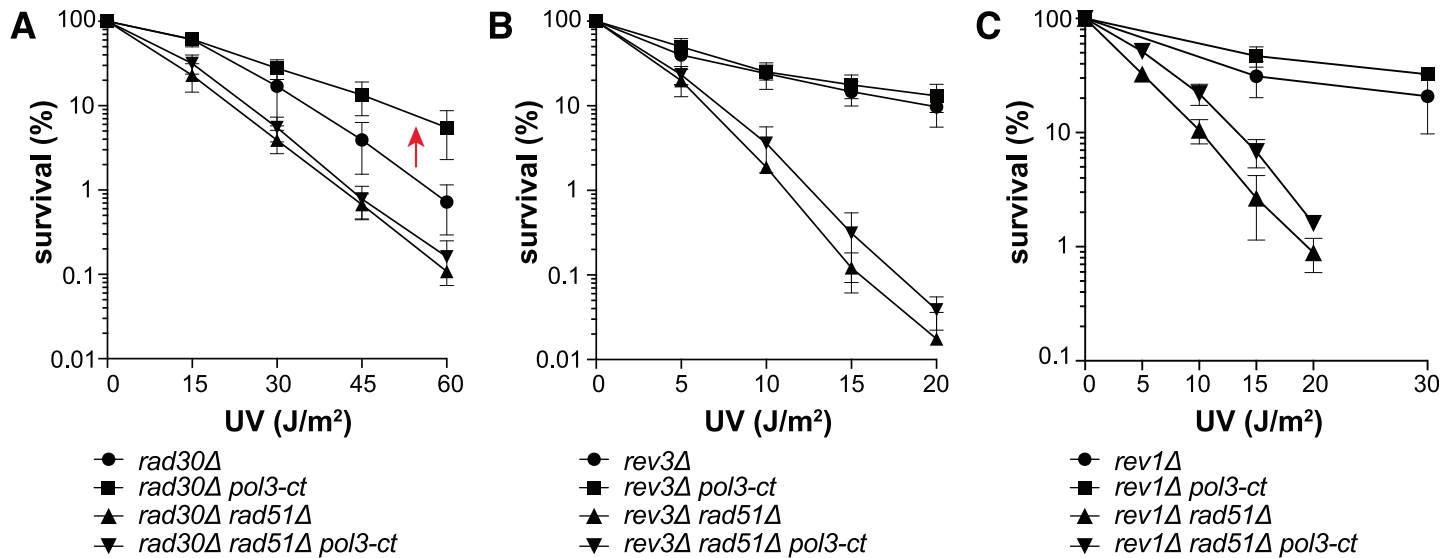 A
survival (%)
100
10
1
0.1
0.01
0 15 30 45 60
UV (J/m²)
rad30Δ
rad30Δ pol3-ct
rad30Δ rad51Δ
rad30Δ rad51Δ pol3-ct
B
survival (%)
100
10
1
0.1
0.01
0 5 10 15 20
UV (J/m²)
rev3Δ
rev3Δ pol3-ct
rev3Δ rad51Δ
rev3Δ rad51Δ pol3-ct
C
survival (%)
100
10
1
0.1
0 5 10 15 20 30
UV (J/m²)
rev1Δ
rev1Δ pol3-ct
rev1Δ rad51Δ
rev1Δ rad51Δ pol3-ct